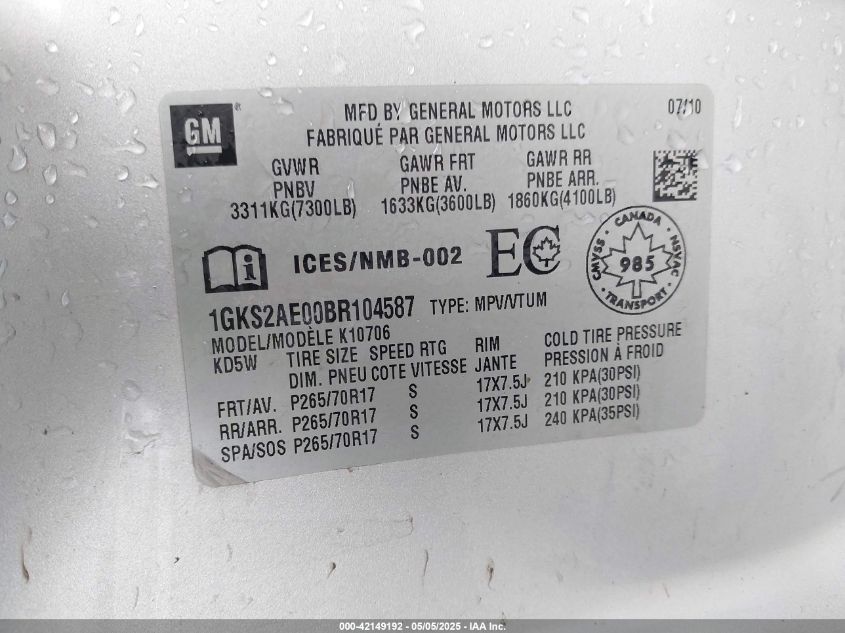 GM
MFD BY GENERAL MOTORS LLC 07/10
FABRIQUÉ PAR GENERAL MOTORS LLC
GVWR GAWR FRT GAWR RR
PNBV PNBE AV. PNBE ARR.
3311KG(7300LB) 1633KG(3600LB) 1860KG(4100LB)
i ICES/NMB-002 EC
CANADA
CMVSS 985 NSVAC
TRANSPORT
1GKS2AE00BR104587 TYPE: MPV/VTUM
MODEL/MODÈLE K10706
KD5W TIRE SIZE SPEED RTG RIM COLD TIRE PRESSURE
DIM. PNEU COTE VITESSE JANTE PRESSION À FROID
FRT/AV. P265/70R17 S 17X7.5J 210 KPA(30PSI)
RR/ARR. P265/70R17 S 17X7.5J 210 KPA(30PSI)
SPA/SOS P265/70R17 S 17X7.5J 240 KPA(35PSI)
000-42149192 - 05/05/2025 - IAA Inc.